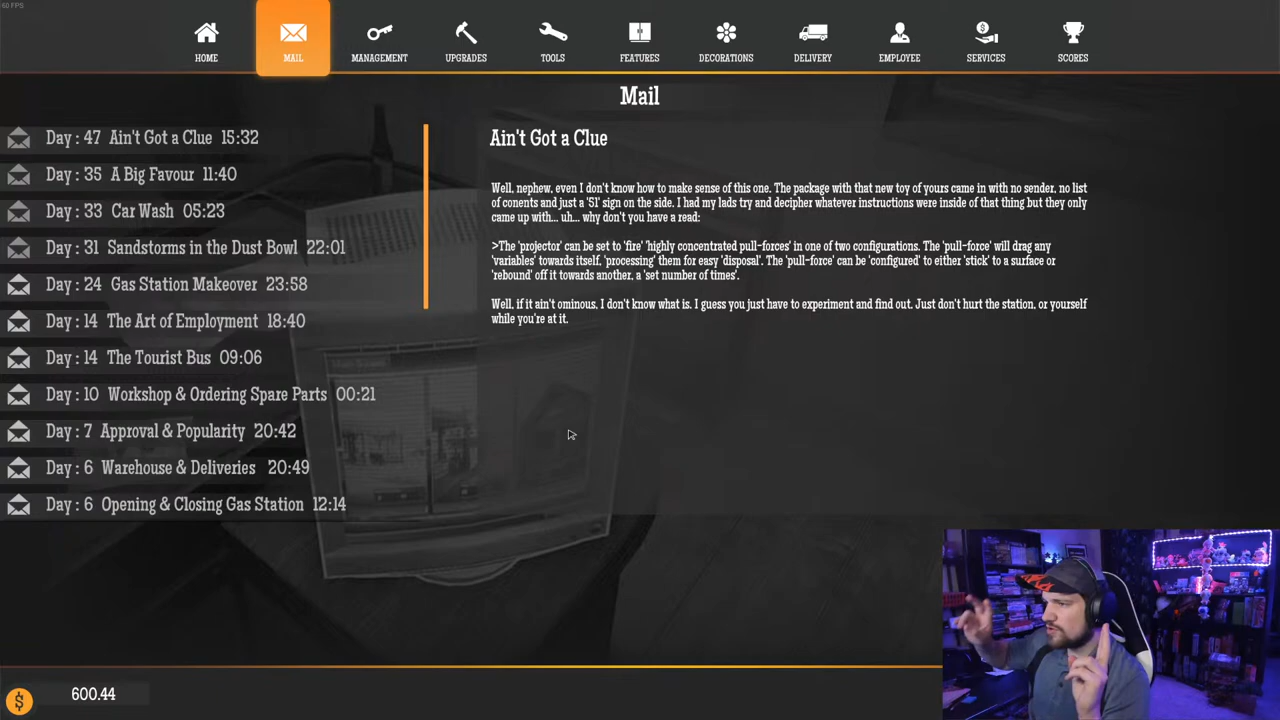 60 FPS
HOME
MAIL
MANAGEMENT
UPGRADES
TOOLS
FEATURES
DECORATIONS
DELIVERY
EMPLOYEE
SERVICES
SCORES
Mail
Day : 47 Ain't Got a Clue 15:32
Day : 35 A Big Favour 11:40
Day : 33 Car Wash 05:23
Day : 31 Sandstorms in the Dust Bowl 22:01
Day : 24 Gas Station Makeover 23:58
Day : 14 The Art of Employment 18:40
Day : 14 The Tourist Bus 09:06
Day : 10 Workshop & Ordering Spare Parts 00:21
Day : 7 Approval & Popularity 20:42
Day : 6 Warehouse & Deliveries 20:49
Day : 6 Opening & Closing Gas Station 12:14
Ain't Got a Clue
Well, nephew, even I don't know how to make sense of this one. The package with that new toy of yours came in with no sender, no list
of conents and just a '51' sign on the side. I had my lads try and decipher whatever instructions were inside of that thing but they only
came up with... uh... why don't you have a read:
>The 'projector' can be set to 'fire' 'highly concentrated pull-forces' in one of two configurations. The 'pull-force' will drag any
'variables' towards itself, 'processing' them for easy 'disposal'. The 'pull-force' can be 'configured' to either 'stick' to a surface or
'rebound' off it towards another, a 'set number of times'.
Well, if it ain't ominous, I don't know what is. I guess you just have to experiment and find out. Just don't hurt the station, or yourself
while you're at it.
600.44